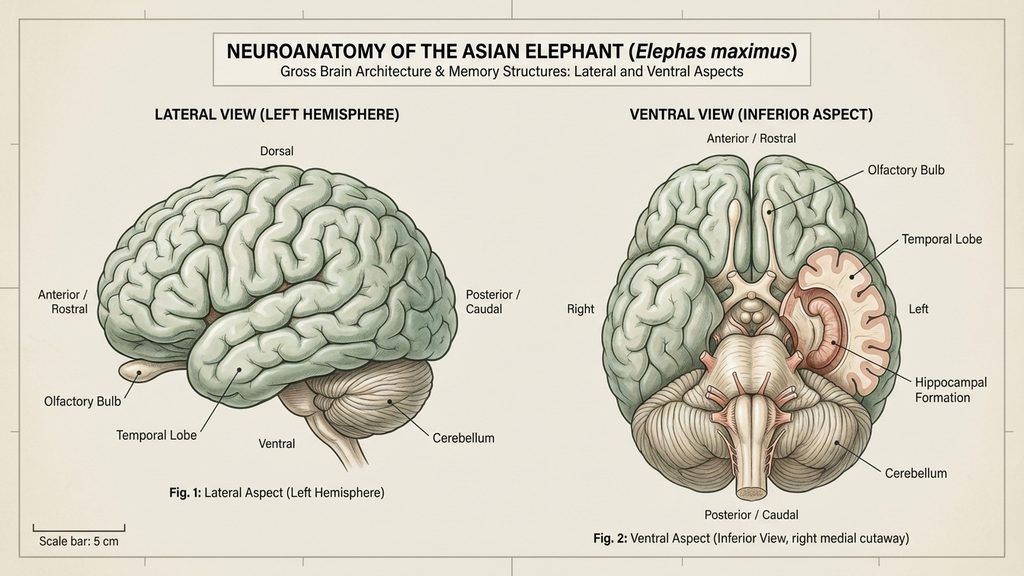 NEUROANATOMY OF THE ASIAN ELEPHANT (Elephas maximus)
Gross Brain Architecture & Memory Structures: Lateral and Ventral Aspects
LATERAL VIEW (LEFT HEMISPHERE)
Dorsal
Anterior /
Rostral
Posterior /
Caudal
Olfactory Bulb
Temporal Lobe
Ventral
Cerebellum
Fig. 1: Lateral Aspect (Left Hemisphere)
Scale bar: 5 cm
VENTRAL VIEW (INFERIOR ASPECT)
Anterior / Rostral
Olfactory Bulb
Temporal Lobe
Right
Left
Hippocampal
Formation
Cerebellum
Posterior / Caudal
Fig. 2: Ventral Aspect (Inferior View, right medial cutaway)